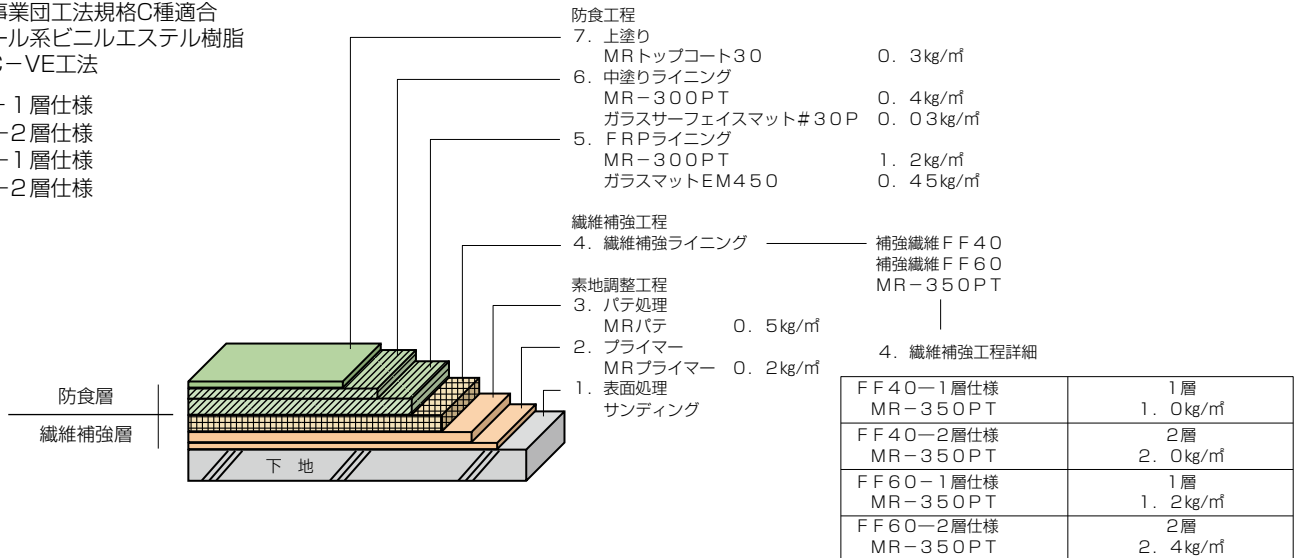 事業団工法規格C種適合
ール系ビニルエステル樹脂
C－VE工法
－1層仕様
－2層仕様
－1層仕様
－2層仕様
防食工程
7．上塗り
MRトップコート30 0．3kg/㎡
6．中塗りライニング
MR－300PT 0．4kg/㎡
ガラスサーフェイスマット＃30P 0．03kg/㎡
5．FRPライニング
MR－300PT 1．2kg/㎡
ガラスマットEM450 0．45kg/㎡
繊維補強工程
4．繊維補強ライニング
補強繊維FF40
補強繊維FF60
MR－350PT
素地調整工程
3．パテ処理
MRパテ 0．5kg/㎡
2．プライマー
MRプライマー 0．2kg/㎡
1．表面処理
サンディング
防食層
繊維補強層
下 地
4．繊維補強工程詳細
FF40―1層仕様 1層
MR－350PT 1．0kg/㎡
FF40―2層仕様 2層
MR－350PT 2．0kg/㎡
FF60－1層仕様 1層
MR－350PT 1．2kg/㎡
FF60―2層仕様 2層
MR－350PT 2．4kg/㎡